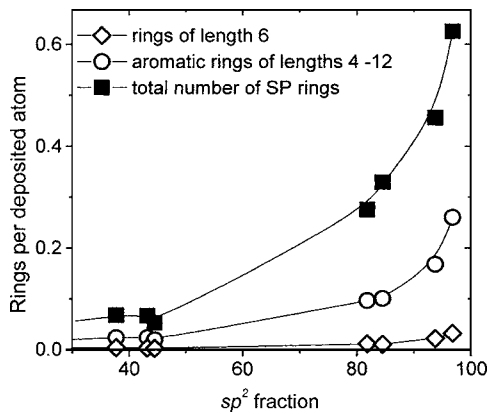 rings of length 6
aromatic rings of lengths 4 -12
total number of SP rings
0.6
0.4
0.2
0.0
40 60 80 100
Rings per deposited atom
sp² fraction